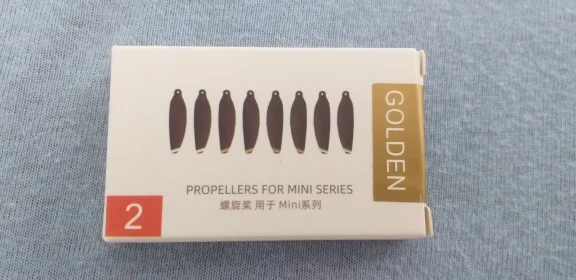 GOLDEN
PROPELLERS FOR MINI SERIES
螺旋桨 用于 Mini系列
2